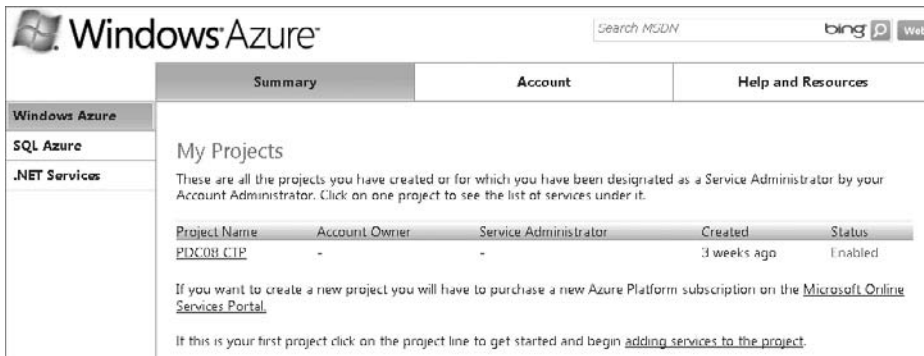 Windows Azure™
Search MSDN bing Web
Summary Account Help and Resources
Windows Azure
SQL Azure
.NET Services
My Projects
These are all the projects you have created or for which you have been designated as a Service Administrator by your
Account Administrator. Click on one project to see the list of services under it.
Project Name Account Owner Service Administrator Created Status
PDC08 CTP - - 3 weeks ago Enabled
If you want to create a new project you will have to purchase a new Azure Platform subscription on the Microsoft Online
Services Portal.
If this is your first project click on the project line to get started and begin adding services to the project.